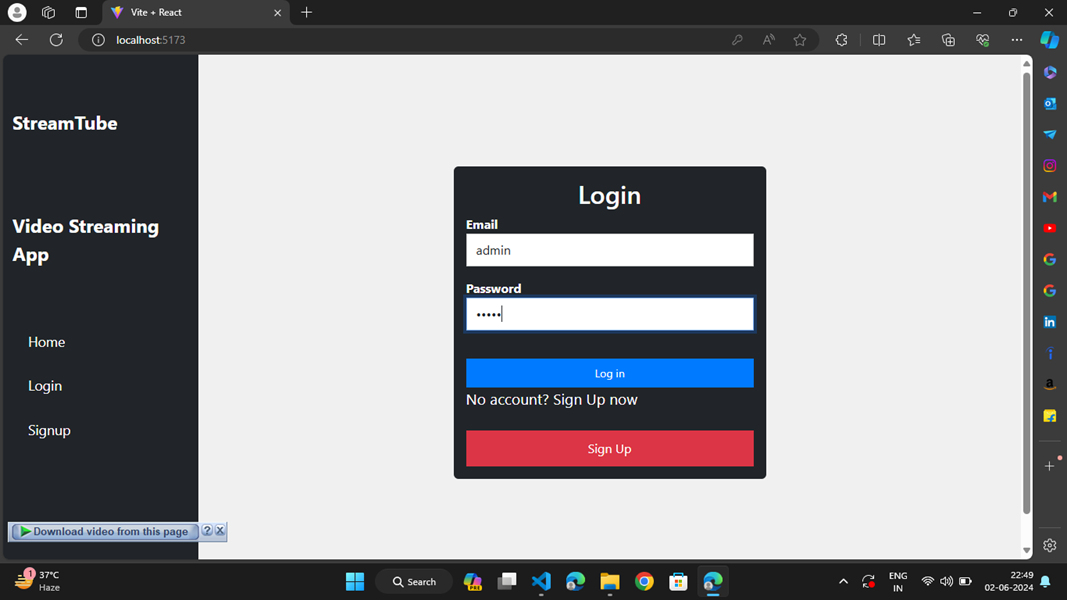 Vite + React
localhost:5173
StreamTube
Video Streaming
App
Home
Login
Signup
Login
Email
admin
Password
•••••
Log in
No account? Sign Up now
Sign Up
Download video from this page
?
1
37°C
Haze
Search
PRE
ENG
IN
22:49
02-06-2024